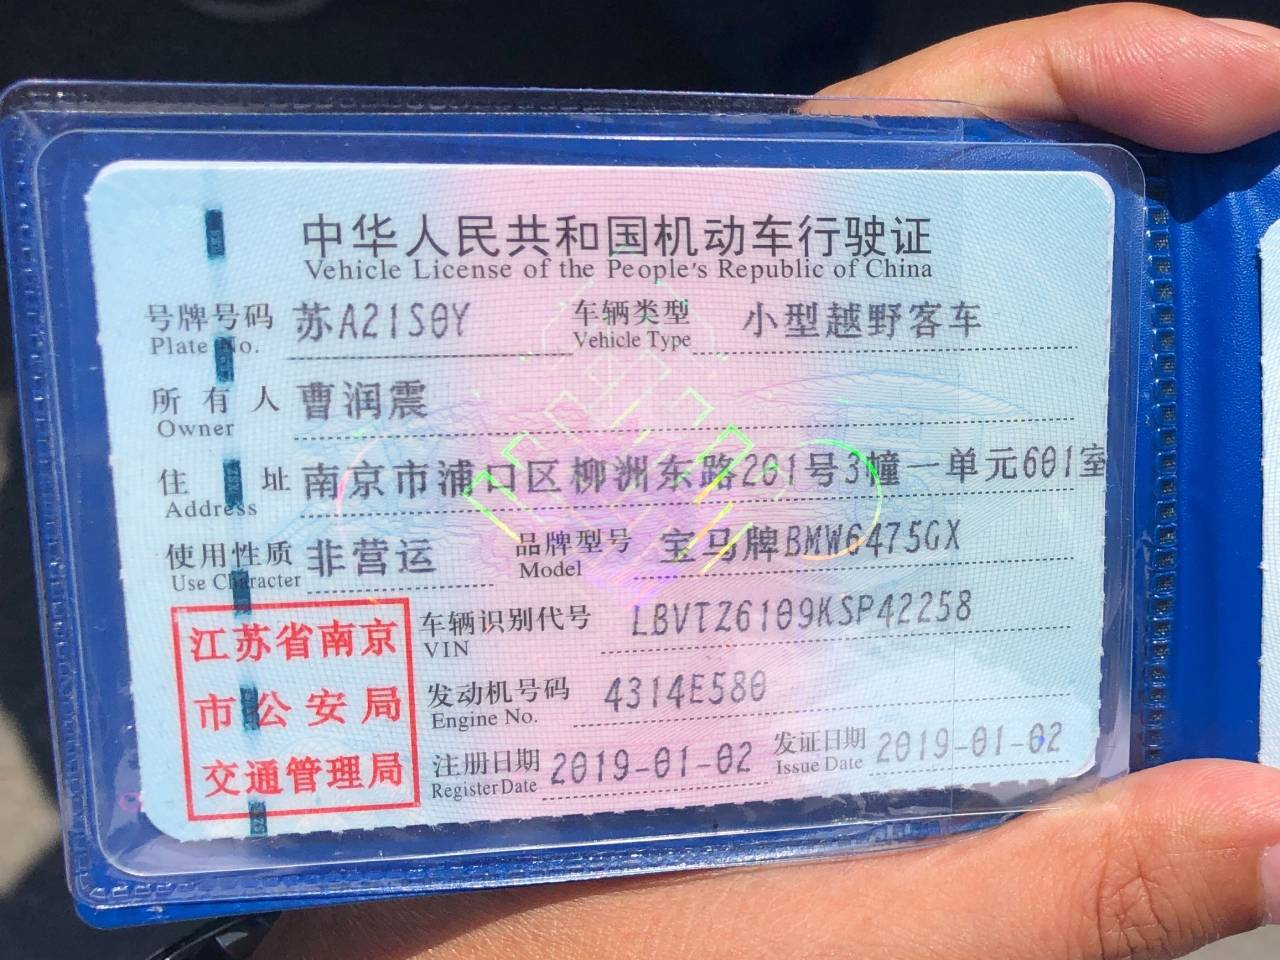 中华人民共和国机动车行驶证
Vehicle License of the People's Republic of China
号牌号码 苏A21S0Y 车辆类型 小型越野客车
Plate No. Vehicle Type
所有人 曹润震
Owner
住址 南京市浦口区柳洲东路201号3幢一单元601室
Address
使用性质 非营运 品牌型号 宝马牌BMW6475GX
Use Character Model
江苏省南京
市公安局
交通管理局
车辆识别代号 LBVTZ6109KSP42258
VIN
发动机号码 4314E580
Engine No.
注册日期 2019-01-02 发证日期 2019-01-02
Register Date Issue Date